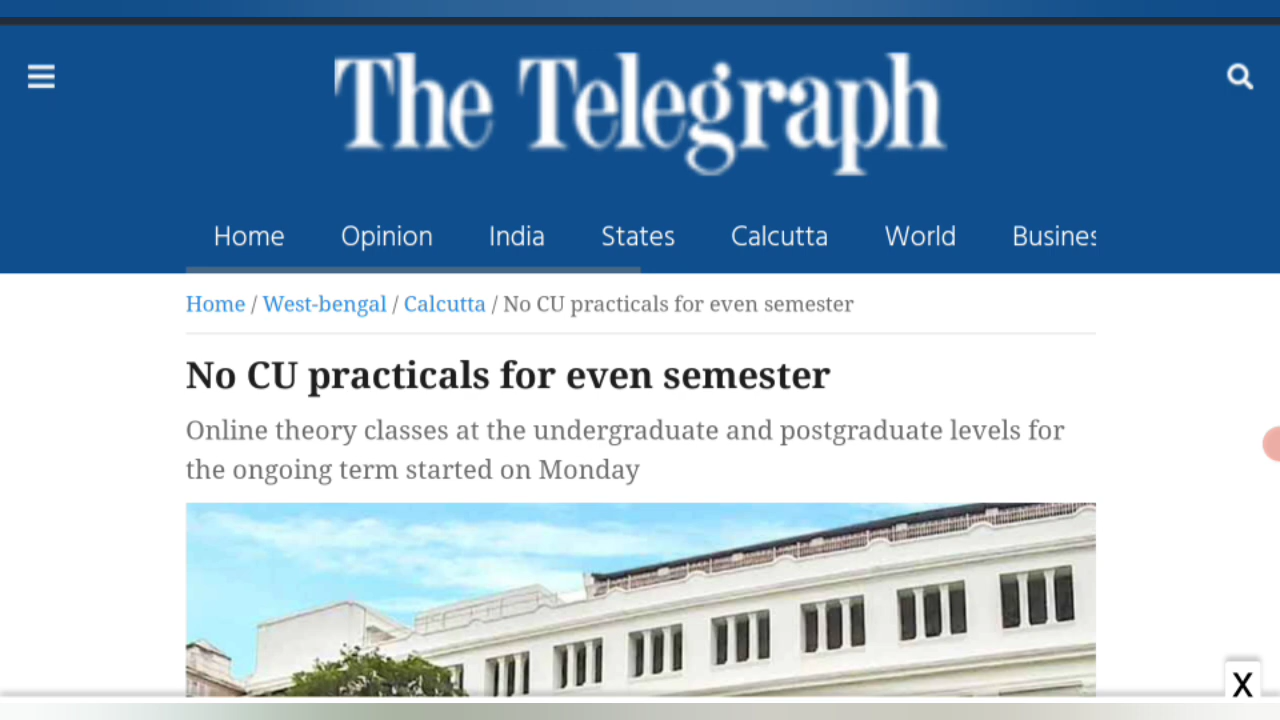 The Telegraph
Home Opinion India States Calcutta World Busines
Home / West-bengal / Calcutta / No CU practicals for even semester
No CU practicals for even semester
Online theory classes at the undergraduate and postgraduate levels for
the ongoing term started on Monday
X